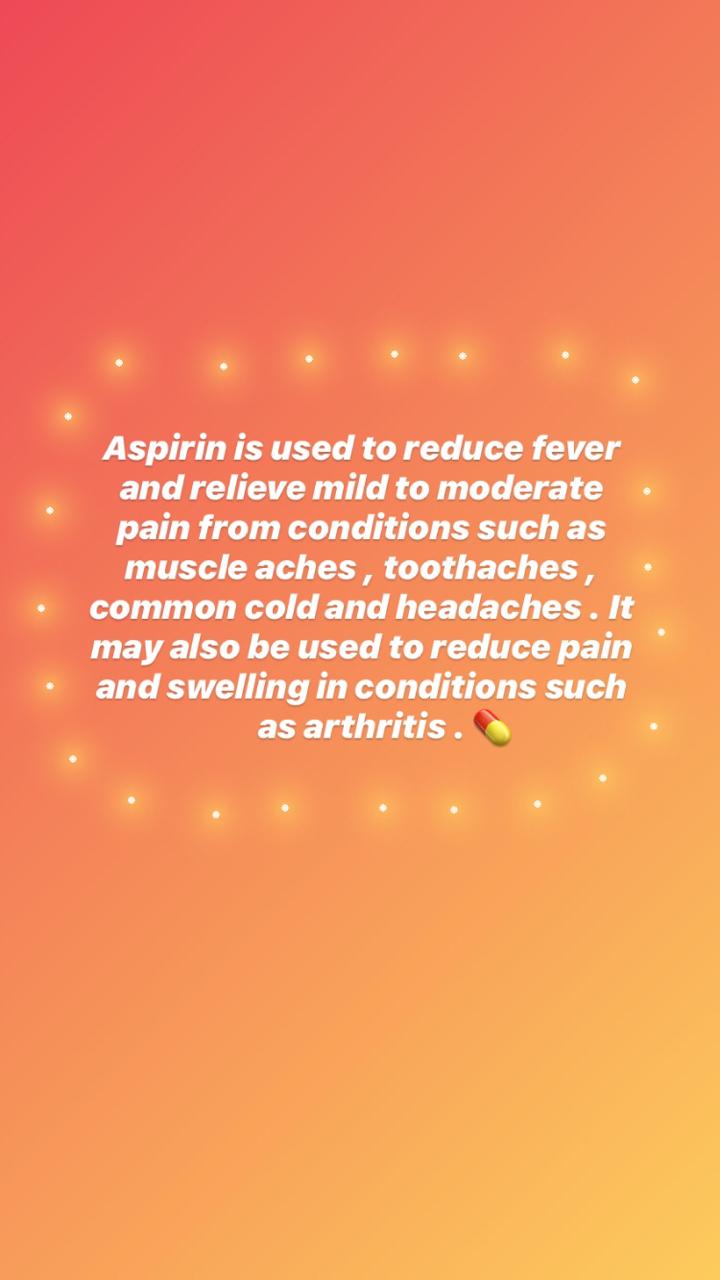 Aspirin is used to reduce fever
and relieve mild to moderate
pain from conditions such as
muscle aches , toothaches ,
common cold and headaches . It
may also be used to reduce pain
and swelling in conditions such
as arthritis . 💊